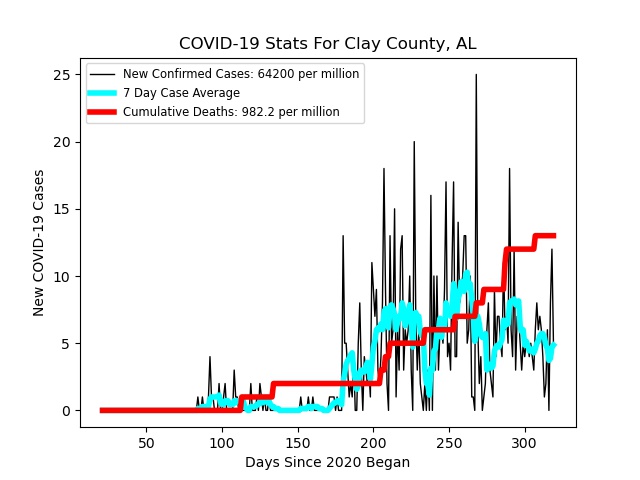 COVID-19 Stats For Clay County, AL
New Confirmed Cases: 64200 per million
7 Day Case Average
Cumulative Deaths: 982.2 per million
New COVID-19 Cases
25
20
15
10
5
0
50 100 150 200 250 300
Days Since 2020 Began